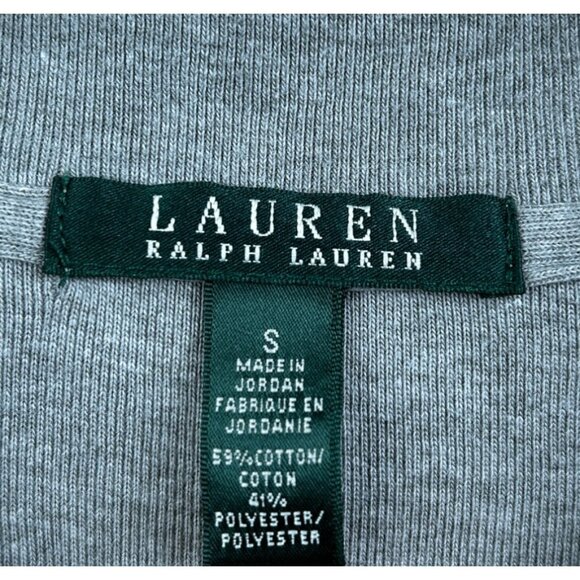 LAUREN
RALPH LAUREN
S
MADE IN
JORDAN
FABRIQUE EN
JORDANIE
59%COTTON/
COTON
41%
POLYESTER/
POLYESTER